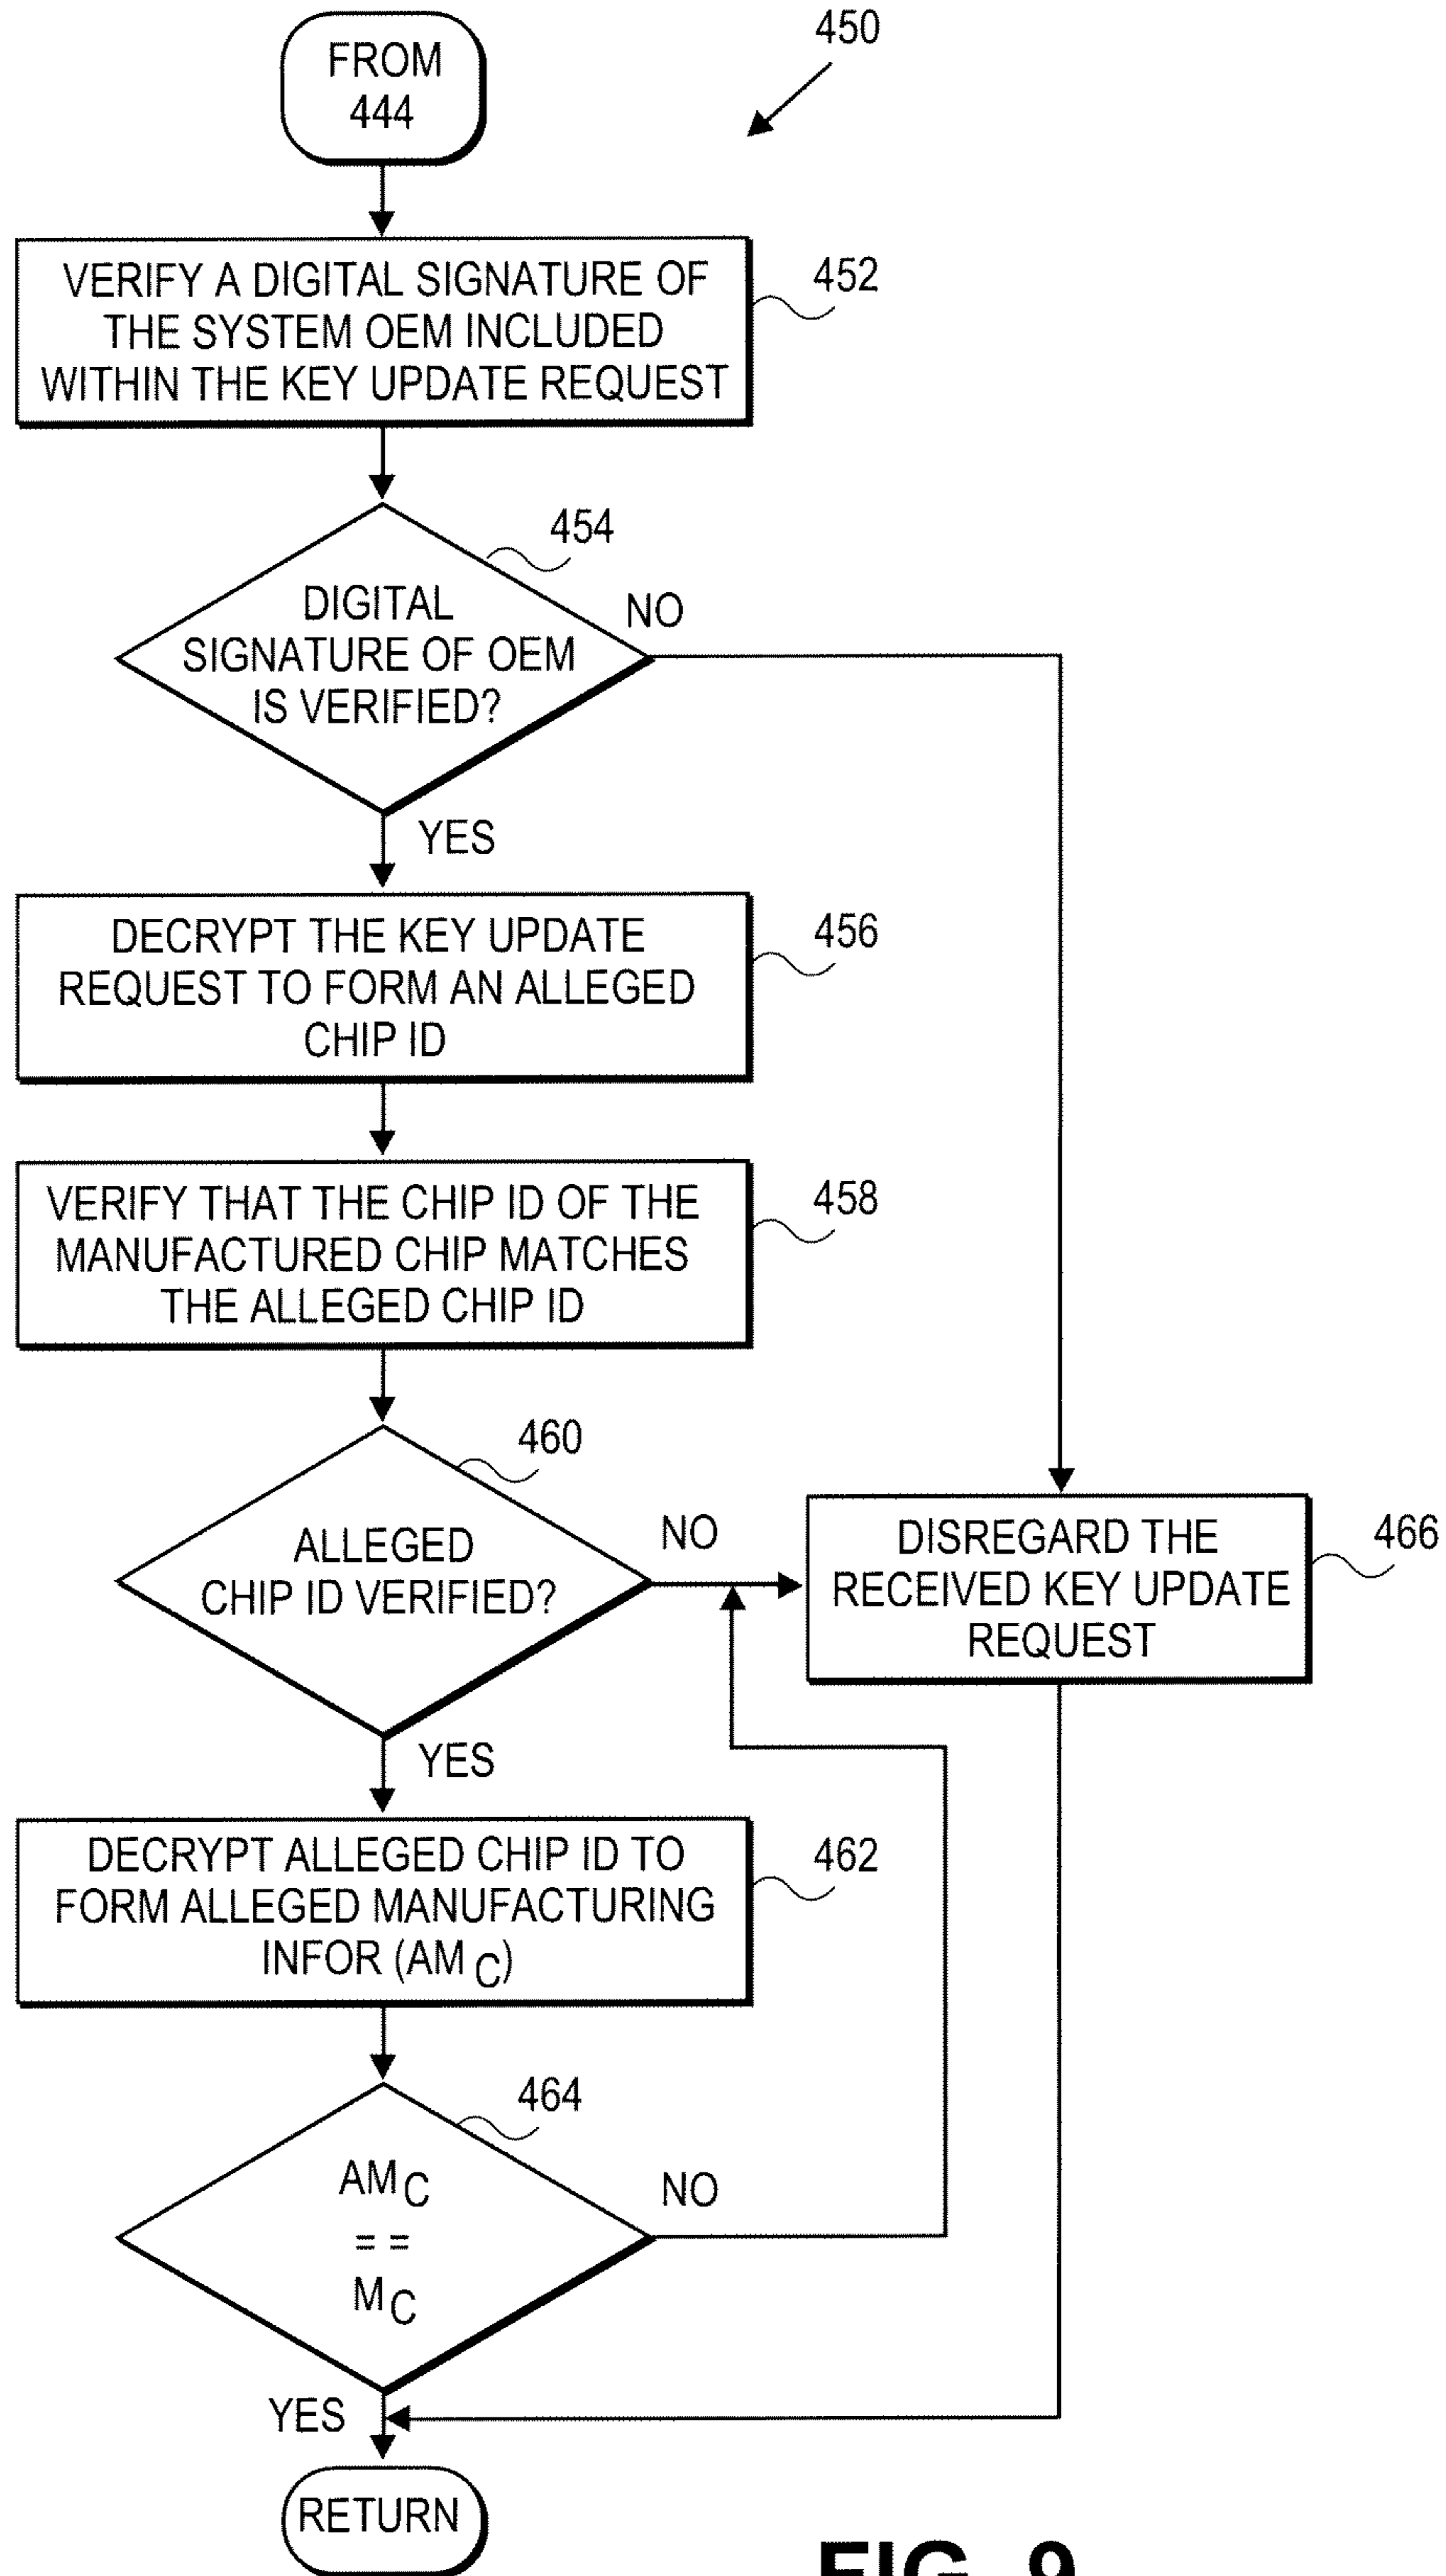 FROM
444
450
VERIFY A DIGITAL SIGNATURE OF
THE SYSTEM OEM INCLUDED
WITHIN THE KEY UPDATE REQUEST
452
454
DIGITAL
SIGNATURE OF OEM
IS VERIFIED?
NO
YES
DECRYPT THE KEY UPDATE
REQUEST TO FORM AN ALLEGED
CHIP ID
456
VERIFY THAT THE CHIP ID OF THE
MANUFACTURED CHIP MATCHES
THE ALLEGED CHIP ID
458
460
ALLEGED
CHIP ID VERIFIED?
NO
YES
DISREGARD THE
RECEIVED KEY UPDATE
REQUEST
466
DECRYPT ALLEGED CHIP ID TO
FORM ALLEGED MANUFACTURING
INFOR (AM C)
462
464
AM C
= =
M C
NO
YES
RETURN
FIG. 9